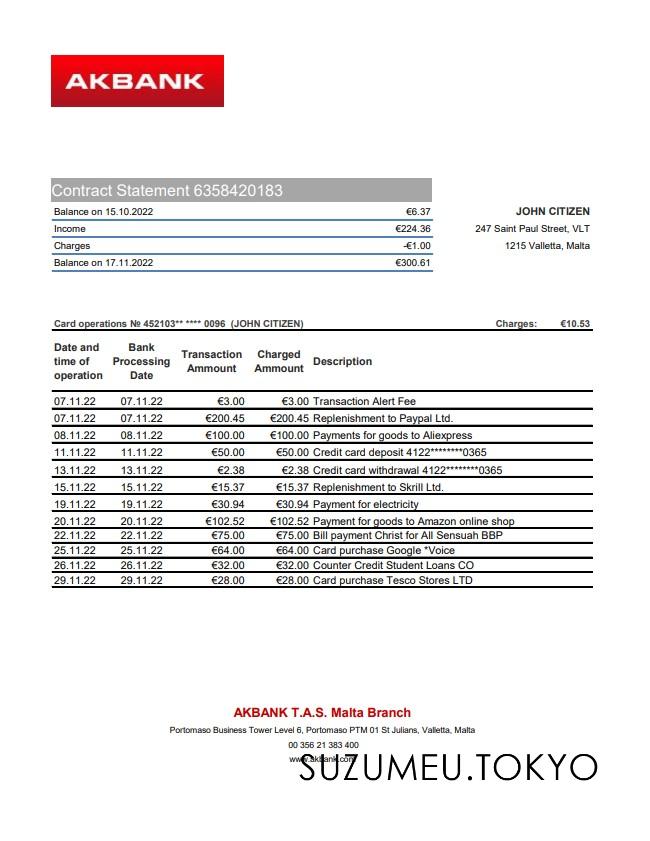 AKBANK
Contract Statement 6358420183
Balance on 15.10.2022 €6.37
Income €224.36
Charges -€1.00
Balance on 17.11.2022 €300.61
JOHN CITIZEN
247 Saint Paul Street, VLT
1215 Valletta, Malta
Card operations № 452103** **** 0096 (JOHN CITIZEN) Charges: €10.53
Date and time of operation Bank Processing Date Transaction Amount Charged Amount Description
07.11.22 07.11.22 €3.00 €3.00 Transaction Alert Fee
07.11.22 07.11.22 €200.45 €200.45 Replenishment to Paypal Ltd.
08.11.22 08.11.22 €100.00 €100.00 Payments for goods to Aliexpress
11.11.22 11.11.22 €50.00 €50.00 Credit card deposit 4122********0365
13.11.22 13.11.22 €2.38 €2.38 Credit card withdrawal 4122********0365
15.11.22 15.11.22 €15.37 €15.37 Replenishment to Skrill Ltd.
19.11.22 19.11.22 €30.94 €30.94 Payment for electricity
20.11.22 20.11.22 €102.52 €102.52 Payment for goods to Amazon online shop
22.11.22 22.11.22 €75.00 €75.00 Bill payment Christ for All Sensuah BBP
25.11.22 25.11.22 €64.00 €64.00 Card purchase Google *Voice
26.11.22 26.11.22 €32.00 €32.00 Counter Credit Student Loans CO
29.11.22 29.11.22 €28.00 €28.00 Card purchase Tesco Stores LTD
AKBANK T.A.S. Malta Branch
Portomaso Business Tower Level 6, Portomaso PTM 01 St Julians, Valletta, Malta
00 356 21 383 400
www.akbank.com
SUZUMEU.TOKYO